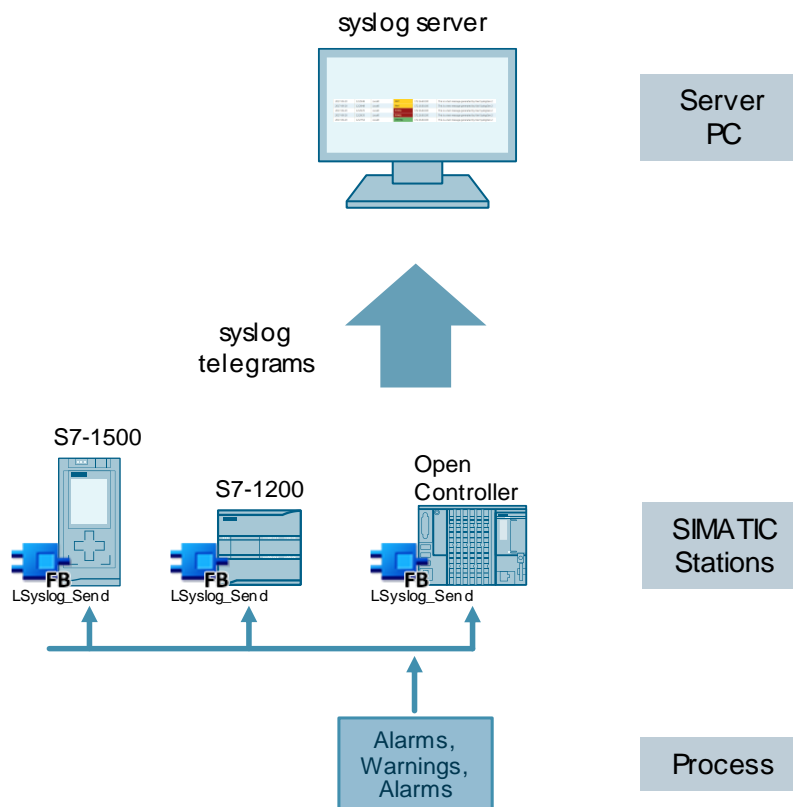 syslog server
Server
PC
syslog
telegrams
S7-1500
S7-1200
Open
Controller
SIMATIC
Stations
FB
FB
FB
LSyslog_Send
LSyslog_Send
LSyslog_Send
Alarms,
Warnings,
Alarms
Process